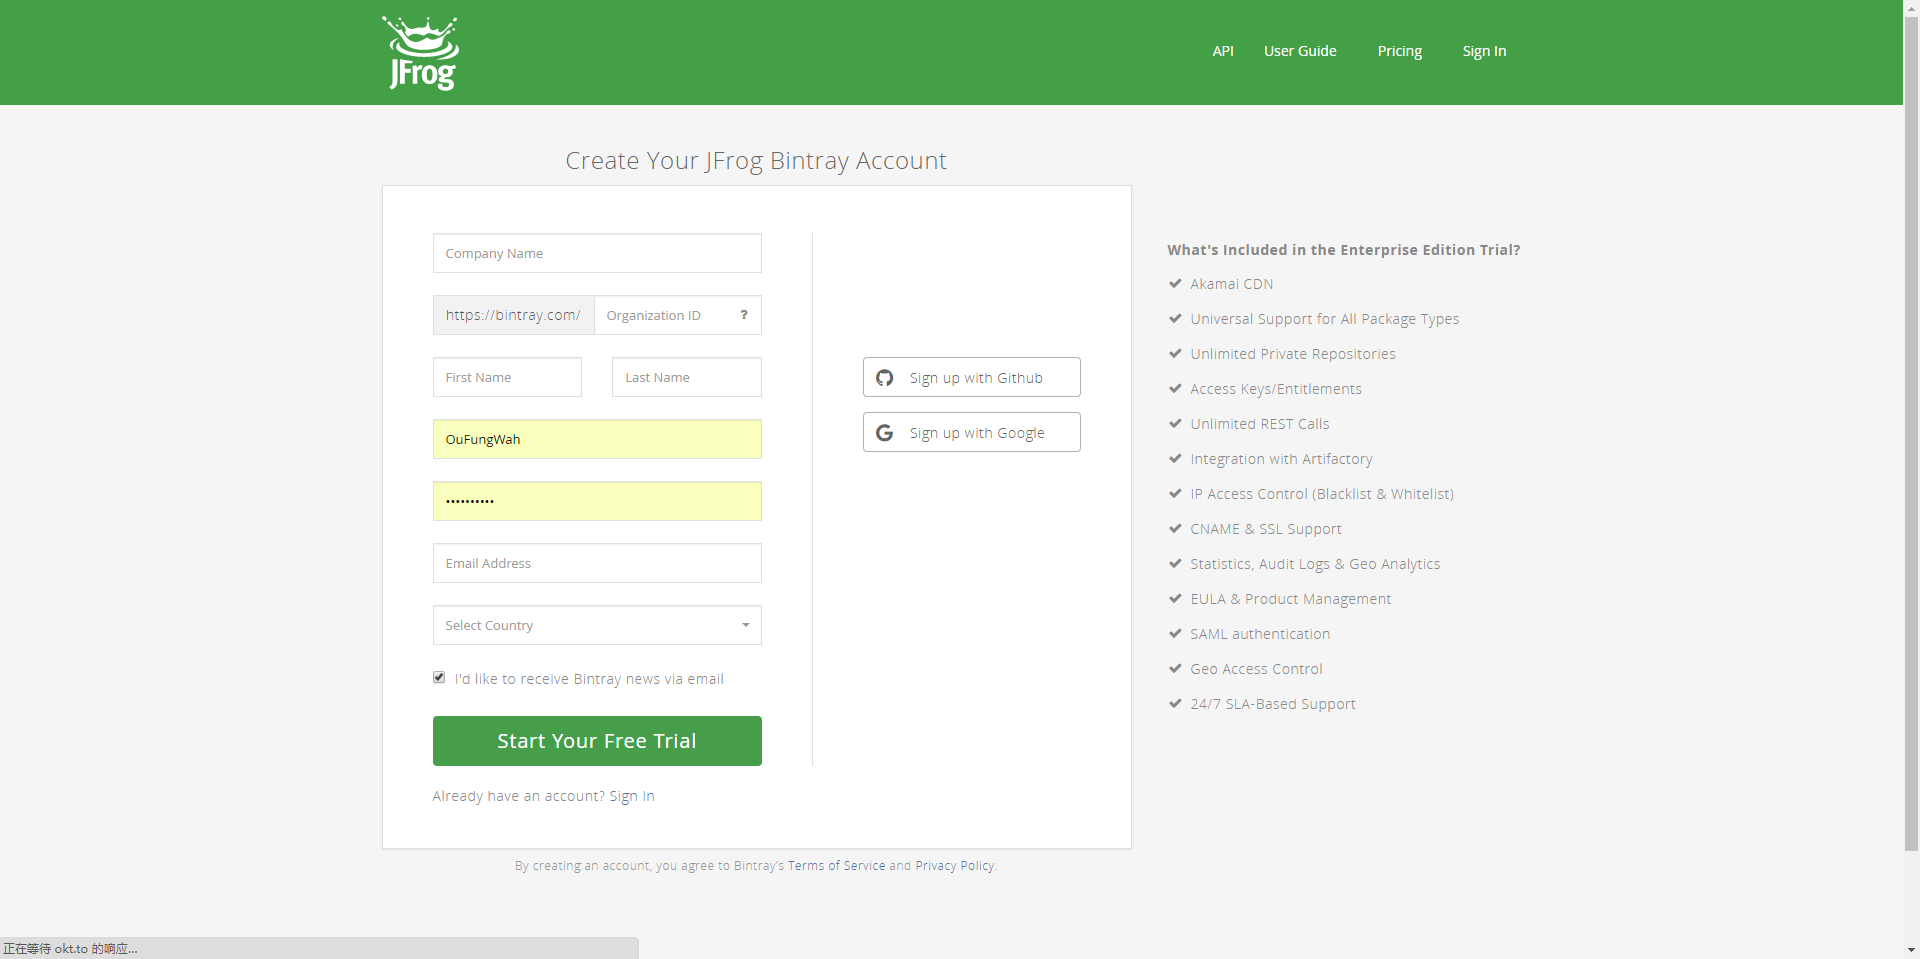 JFrog
API
User Guide
Pricing
Sign In
Create Your JFrog Bintray Account
Company Name
https://bintray.com/
Organization ID
?
First Name
Last Name
OuFungWah
••••••••••
Email Address
Select Country
I'd like to receive Bintray news via email
Start Your Free Trial
Already have an account? Sign In
Sign up with Github
Sign up with Google
What's Included in the Enterprise Edition Trial?
Akamai CDN
Universal Support for All Package Types
Unlimited Private Repositories
Access Keys/Entitlements
Unlimited REST Calls
Integration with Artifactory
IP Access Control (Blacklist & Whitelist)
CNAME & SSL Support
Statistics, Audit Logs & Geo Analytics
EULA & Product Management
SAML authentication
Geo Access Control
24/7 SLA-Based Support
By creating an account, you agree to Bintray's Terms of Service and Privacy Policy.
正在等待 okt.to 的响应...